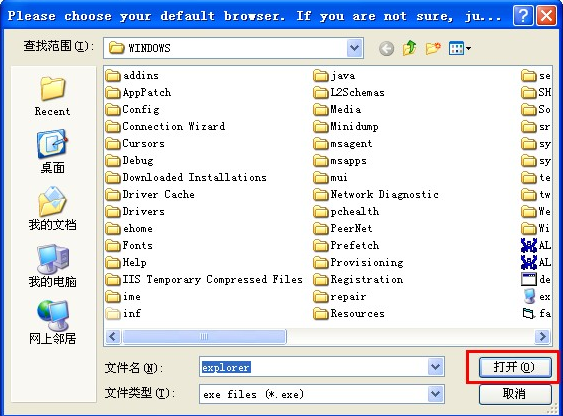 Please choose your default browser. If you are not sure, ju...
查找范围(I):
WINDOWS
Recent
桌面
我的文档
我的电脑
网上邻居
addins
AppPatch
Config
Connection Wizard
Cursors
Debug
Downloaded Installations
Driver Cache
Drivers
ehome
Fonts
Help
IIS Temporary Compressed Files
ime
inf
java
L2Schemas
Media
Minidump
msagent
msapps
mui
Network Diagnostic
pchealth
PeerNet
Prefetch
Provisioning
Registration
repair
Resources
se
SH
So
sr
sy
sy
te
tw
We
Wi
AL
AL
de
ex
fa
文件名(N):
explorer
打开(O)
文件类型(T):
exe files (*.exe)
取消